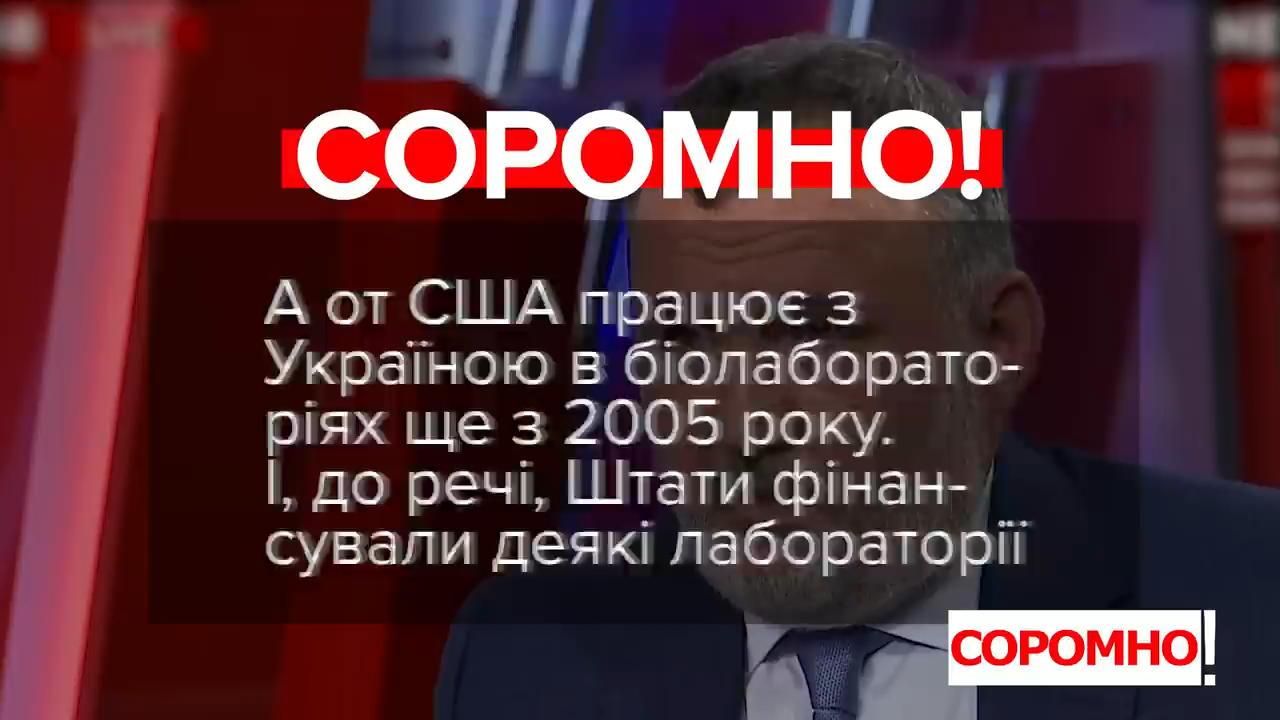 СОРОМНО!
А от США працює з
Україною в біолаборато-
ріях ще з 2005 року.
І, до речі, Штати фінан-
сували деякі лабораторії
СОРОМНО!